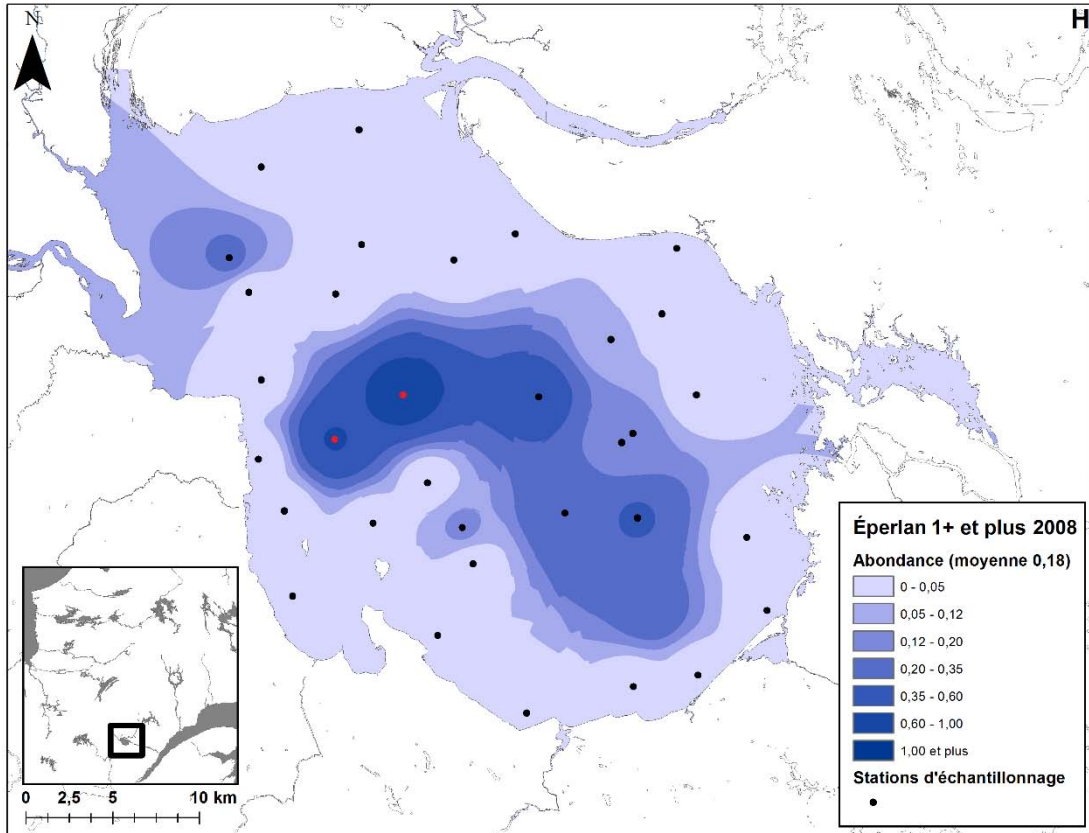 N
H
Éperlan 1+ et plus 2008
Abondance (moyenne 0,18)
0 - 0,05
0,05 - 0,12
0,12 - 0,20
0,20 - 0,35
0,35 - 0,60
0,60 - 1,00
1,00 et plus
Stations d'échantillonnage
0 2,5 5 10 km